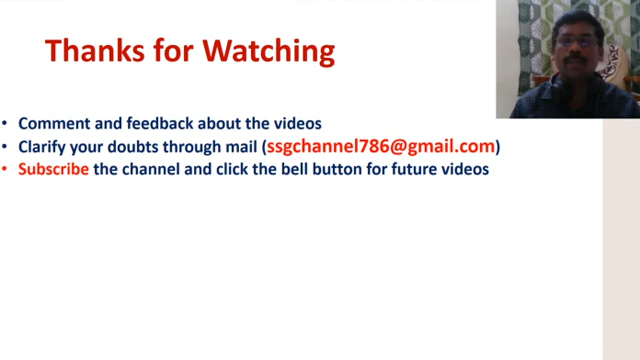 Thanks for Watching
• Comment and feedback about the videos
• Clarify your doubts through mail (ssgchannel786@gmail.com)
• Subscribe the channel and click the bell button for future videos